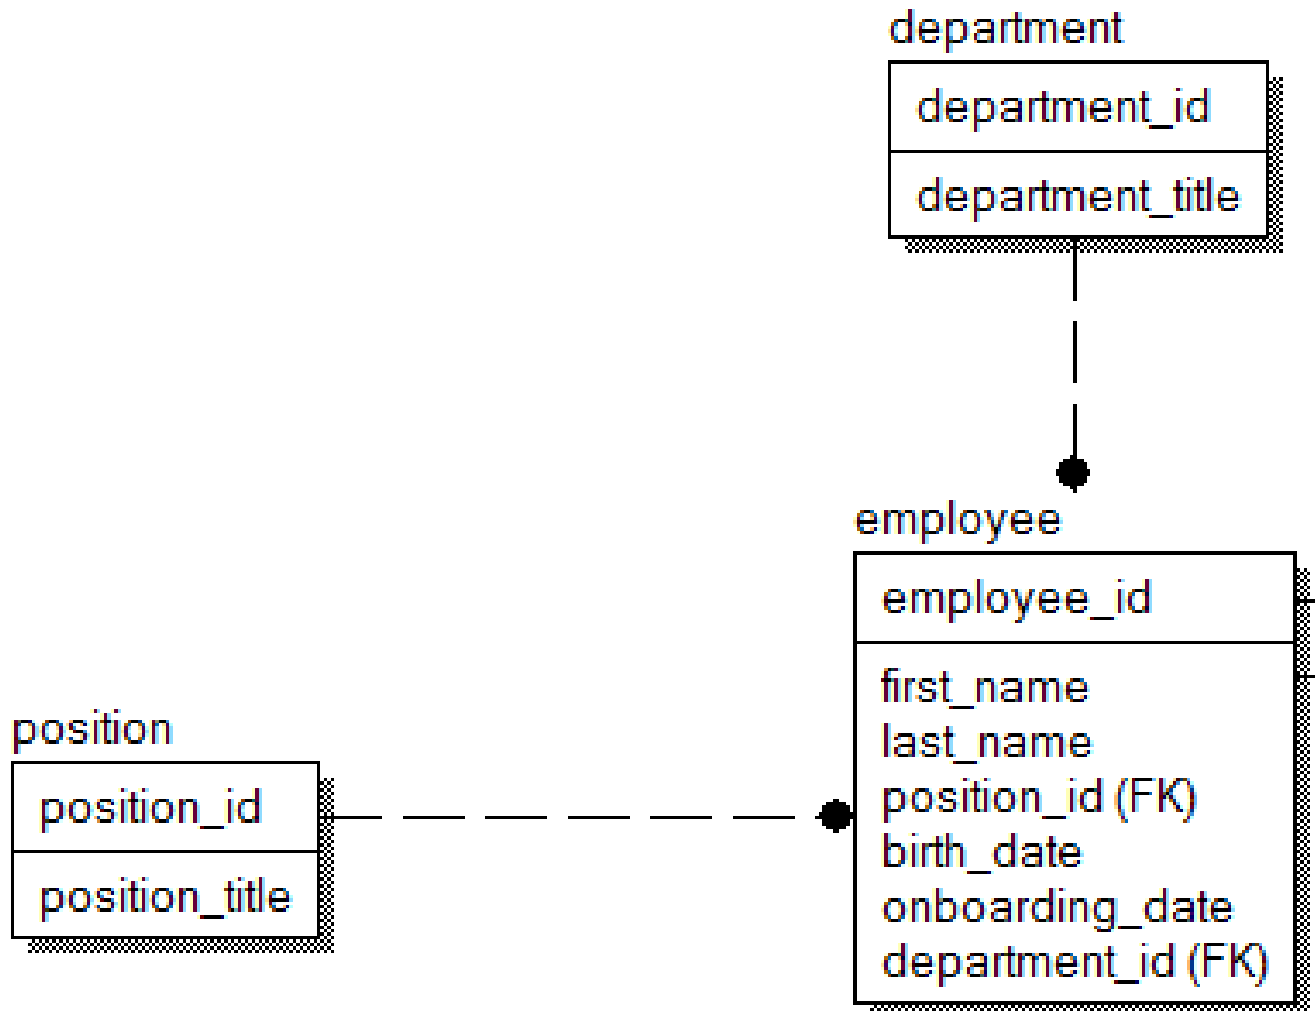 department
department_id
department_title
employee
employee_id
first_name
last_name
position_id (FK)
birth_date
onboarding_date
department_id (FK)
position
position_id
position_title